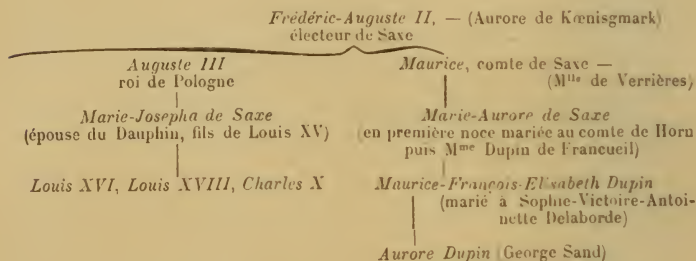 Frédéric-Auguste II, — (Aurore de Kœnisgmark)
électeur de Saxe
Auguste III
roi de Pologne
Marie-Josepha de Saxe
(épouse du Dauphin, fils de Louis XV)
Louis XVI, Louis XVIII, Charles X
Maurice, comte de Saxe —
(Mlle de Verrières)
Marie-Aurore de Saxe
(en première noce mariée au comte de Horn
puis Mme Dupin de Francueil)
Maurice-François-Elisabeth Dupin
(marié à Sophie-Victoire-Antoi-
nette Delaborde)
Aurore Dupin (George Sand)